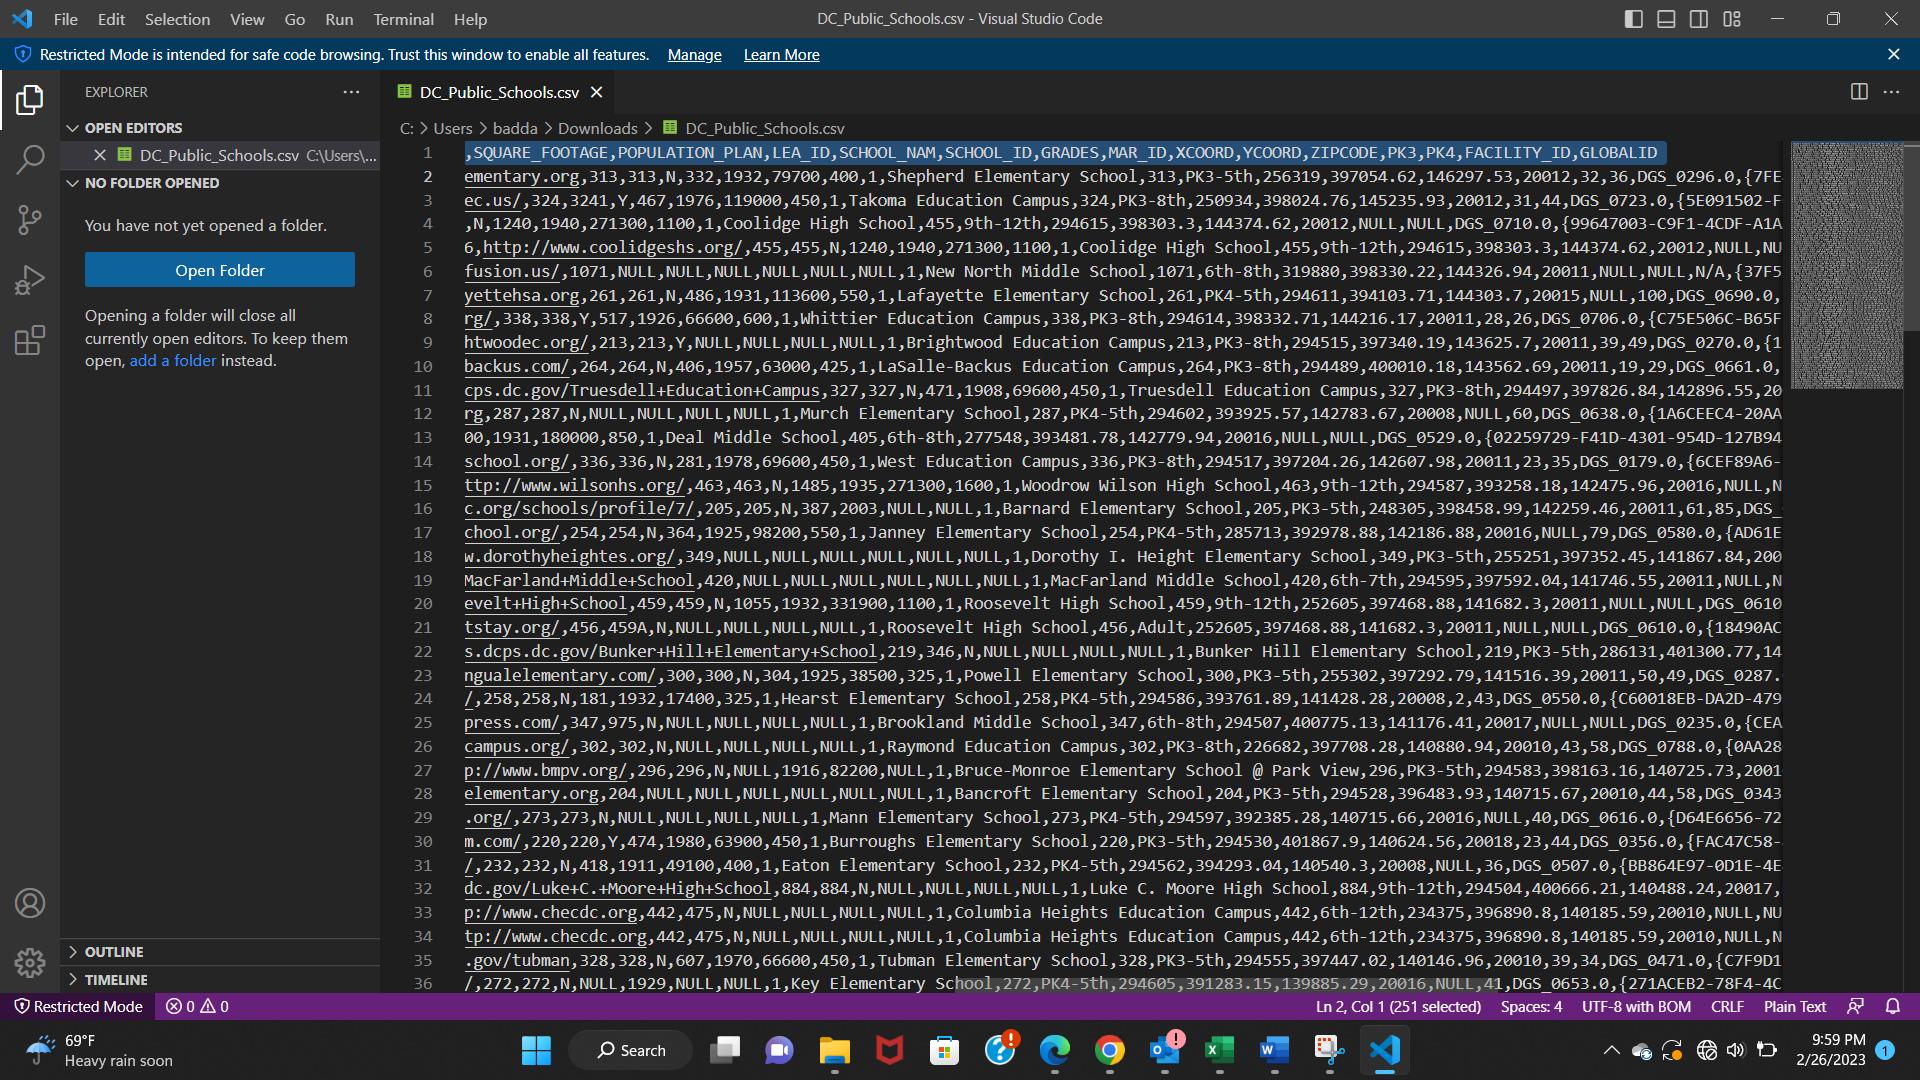 File Edit Selection View Go Run Terminal Help
DC_Public_Schools.csv - Visual Studio Code
Restricted Mode is intended for safe code browsing. Trust this window to enable all features. Manage Learn More
EXPLORER
OPEN EDITORS
DC_Public_Schools.csv C:\Users\...
NO FOLDER OPENED
You have not yet opened a folder.
Open Folder
Opening a folder will close all
currently open editors. To keep them
open, add a folder instead.
OUTLINE
TIMELINE
DC_Public_Schools.csv
C: > Users > badda > Downloads > DC_Public_Schools.csv
1 ,SQUARE_FOOTAGE,POPULATION_PLAN,LEA_ID,SCHOOL_NAM,SCHOOL_ID,GRADES,MAR_ID,XCOORD,YCOORD,ZIPCODE,PK3,PK4,FACILITY_ID,GLOBALID
2 ementary.org,313,313,N,332,1932,79700,400,1,Shepherd Elementary School,313,PK3-5th,256319,397054.62,146297.53,20012,32,36,DGS_0296.0,{7FE
3 ec.us/,324,3241,Y,467,1976,119000,450,1,Takoma Education Campus,324,PK3-8th,250934,398024.76,145235.93,20012,31,44,DGS_0723.0,{5E091502-F
4 ,N,1240,1940,271300,1100,1,Coolidge High School,455,9th-12th,294615,398303.3,144374.62,20012,NULL,NULL,DGS_0710.0,{99647003-C9F1-4CDF-A1A
5 6,http://www.coolidgeshs.org/,455,455,N,1240,1940,271300,1100,1,Coolidge High School,455,9th-12th,294615,398303.3,144374.62,20012,NULL,NU
6 fusion.us/,1071,NULL,NULL,NULL,NULL,NULL,NULL,1,New North Middle School,1071,6th-8th,319880,398330.22,144326.94,20011,NULL,NULL,N/A,{37F5
7 yettehsa.org,261,261,N,486,1931,113600,550,1,Lafayette Elementary School,261,PK4-5th,294611,394103.71,144303.7,20015,NULL,100,DGS_0690.0,
8 rg/,338,338,Y,517,1926,66600,600,1,Whittier Education Campus,338,PK3-8th,294614,398332.71,144216.17,20011,28,26,DGS_0706.0,{C75E506C-B65F
9 htwoodec.org/,213,213,Y,NULL,NULL,NULL,NULL,1,Brightwood Education Campus,213,PK3-8th,294515,397340.19,143625.7,20011,39,49,DGS_0270.0,{1
10 backus.com/,264,264,N,406,1957,63000,425,1,LaSalle-Backus Education Campus,264,PK3-8th,294489,400010.18,143562.69,20011,19,29,DGS_0661.0,
11 cps.dc.gov/Truesdell+Education+Campus,327,327,N,471,1908,69600,450,1,Truesdell Education Campus,327,PK3-8th,294497,397826.84,142896.55,20
12 rg,287,287,N,NULL,NULL,NULL,NULL,1,Murch Elementary School,287,PK4-5th,294602,393925.57,142783.67,20008,NULL,60,DGS_0638.0,{1A6CEEC4-20AA
13 00,1931,180000,850,1,Deal Middle School,405,6th-8th,277548,393481.78,142779.94,20016,NULL,NULL,DGS_0529.0,{02259729-F41D-4301-954D-127B94
14 school.org/,336,336,N,281,1978,69600,450,1,West Education Campus,336,PK3-8th,294517,397204.26,142607.98,20011,23,35,DGS_0179.0,{6CEF89A6-
15 ttp://www.wilsonhs.org/,463,463,N,1485,1935,271300,1600,1,Woodrow Wilson High School,463,9th-12th,294587,393258.18,142475.96,20016,NULL,N
16 c.org/schools/profile/7/,205,205,N,387,2003,NULL,NULL,1,Barnard Elementary School,205,PK3-5th,248305,398458.99,142259.46,20011,61,85,DGS_
17 chool.org/,254,254,N,364,1925,98200,550,1,Janney Elementary School,254,PK4-5th,285713,392978.88,142186.88,20016,NULL,79,DGS_0580.0,{AD61E
18 w.dorothyheightes.org/,349,NULL,NULL,NULL,NULL,NULL,NULL,1,Dorothy I. Height Elementary School,349,PK3-5th,255251,397352.45,141867.84,200
19 MacFarland+Middle+School,420,NULL,NULL,NULL,NULL,NULL,NULL,1,MacFarland Middle School,420,6th-7th,294595,397592.04,141746.55,20011,NULL,N
20 evelt+High+School,459,459,N,1055,1932,331900,1100,1,Roosevelt High School,459,9th-12th,252605,397468.88,141682.3,20011,NULL,NULL,DGS_0610
21 tstay.org/,456,459A,N,NULL,NULL,NULL,NULL,1,Roosevelt High School,456,Adult,252605,397468.88,141682.3,20011,NULL,NULL,DGS_0610.0,{18490AC
22 s.dcps.dc.gov/Bunker+Hill+Elementary+School,219,346,N,NULL,NULL,NULL,NULL,1,Bunker Hill Elementary School,219,PK3-5th,286131,401300.77,14
23 ngualelementary.com/,300,300,N,304,1925,38500,325,1,Powell Elementary School,300,PK3-5th,255302,397292.79,141516.39,20011,50,49,DGS_0287.
24 /,258,258,N,181,1932,17400,325,1,Hearst Elementary School,258,PK4-5th,294586,393761.89,141428.28,20008,2,43,DGS_0550.0,{C60018EB-DA2D-479
25 press.com/,347,975,N,NULL,NULL,NULL,NULL,1,Brookland Middle School,347,6th-8th,294507,400775.13,141176.41,20017,NULL,NULL,DGS_0235.0,{CEA
26 campus.org/,302,302,N,NULL,NULL,NULL,NULL,1,Raymond Education Campus,302,PK3-8th,226682,397708.28,140880.94,20010,43,58,DGS_0788.0,{0AA28
27 p://www.bmpv.org/,296,296,N,NULL,1916,82200,NULL,1,Bruce-Monroe Elementary School @ Park View,296,PK3-5th,294583,398163.16,140725.73,2001
28 elementary.org,204,NULL,NULL,NULL,NULL,NULL,NULL,1,Bancroft Elementary School,204,PK3-5th,294528,396483.93,140715.67,20010,44,58,DGS_0343
29 .org/,273,273,N,NULL,NULL,NULL,NULL,1,Mann Elementary School,273,PK4-5th,294597,392385.28,140715.66,20016,NULL,40,DGS_0616.0,{D64E6656-72
30 m.com/,220,220,Y,474,1980,63900,450,1,Burroughs Elementary School,220,PK3-5th,294530,401867.9,140624.56,20018,23,44,DGS_0356.0,{FAC47C58-
31 /,232,232,N,418,1911,49100,400,1,Eaton Elementary School,232,PK4-5th,294562,394293.04,140540.3,20008,NULL,36,DGS_0507.0,{BB864E97-0D1E-4E
32 dc.gov/Luke+C.+Moore+High+School,884,884,N,NULL,NULL,NULL,NULL,1,Luke C. Moore High School,884,9th-12th,294504,400666.21,140488.24,20017,
33 p://www.checdc.org,442,475,N,NULL,NULL,NULL,NULL,1,Columbia Heights Education Campus,442,6th-12th,234375,396890.8,140185.59,20010,NULL,NU
34 tp://www.checdc.org,442,475,N,NULL,NULL,NULL,NULL,1,Columbia Heights Education Campus,442,6th-12th,234375,396890.8,140185.59,20010,NULL,N
35 .gov/tubman,328,328,N,607,1970,66600,450,1,Tubman Elementary School,328,PK3-5th,294555,397447.02,140146.96,20010,39,34,DGS_0471.0,{C7F9D1
36 /,272,272,N,NULL,1929,NULL,NULL,1,Key Elementary School,272,PK4-5th,294605,391283.15,139885.29,20016,NULL,41,DGS_0653.0,{271ACEB2-78F4-4C
Restricted Mode 0 0 Ln 2, Col 1 (251 selected) Spaces: 4 UTF-8 with BOM CRLF Plain Text
69°F
Heavy rain soon
Search
9:59 PM
2/26/2023
1